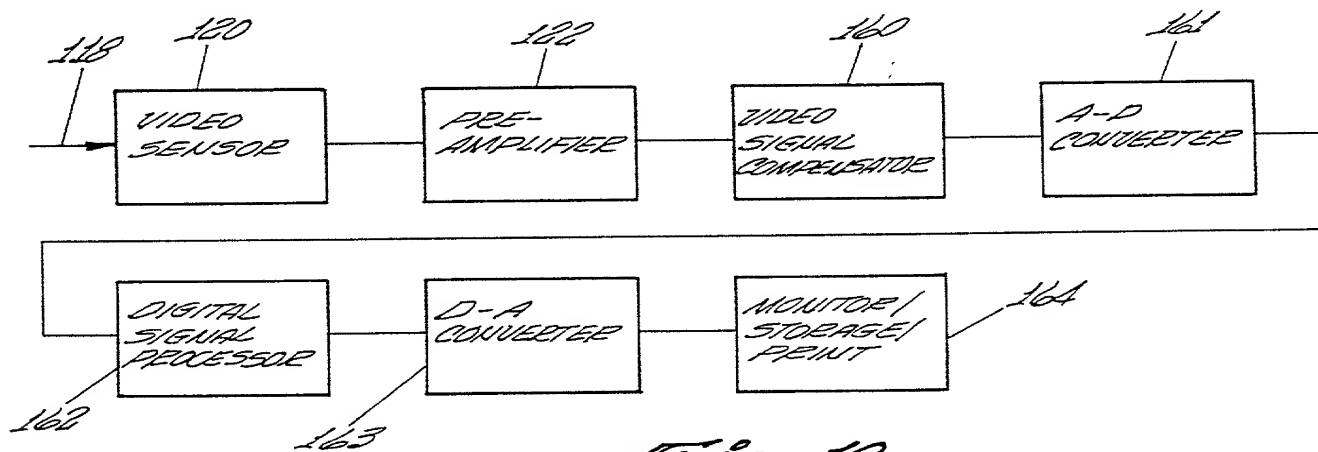 118
120
122
160
161
VIDEO
SENSOR
PRE-
AMPLIFIER
VIDEO
SIGNAL
COMPENSATOR
A-D
CONVERTER
DIGITAL
SIGNAL
PROCESSOR
D-A
CONVERTER
MONITOR/
STORAGE/
PRINT
164
162
163